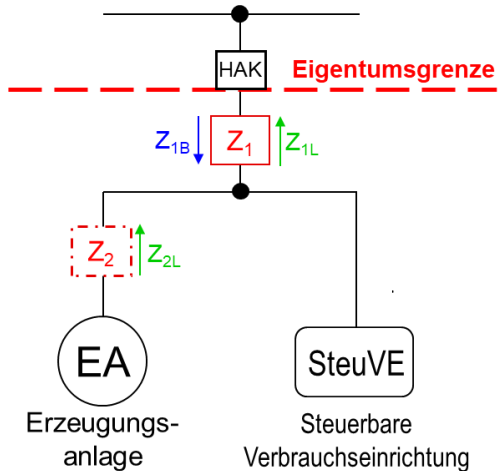 HAK
Eigentumsgrenze
Z1B
Z1
Z1L
Z2
Z2L
EA
SteuVE
Erzeugungs-
anlage
Steuerbare
Verbrauchseinrichtung